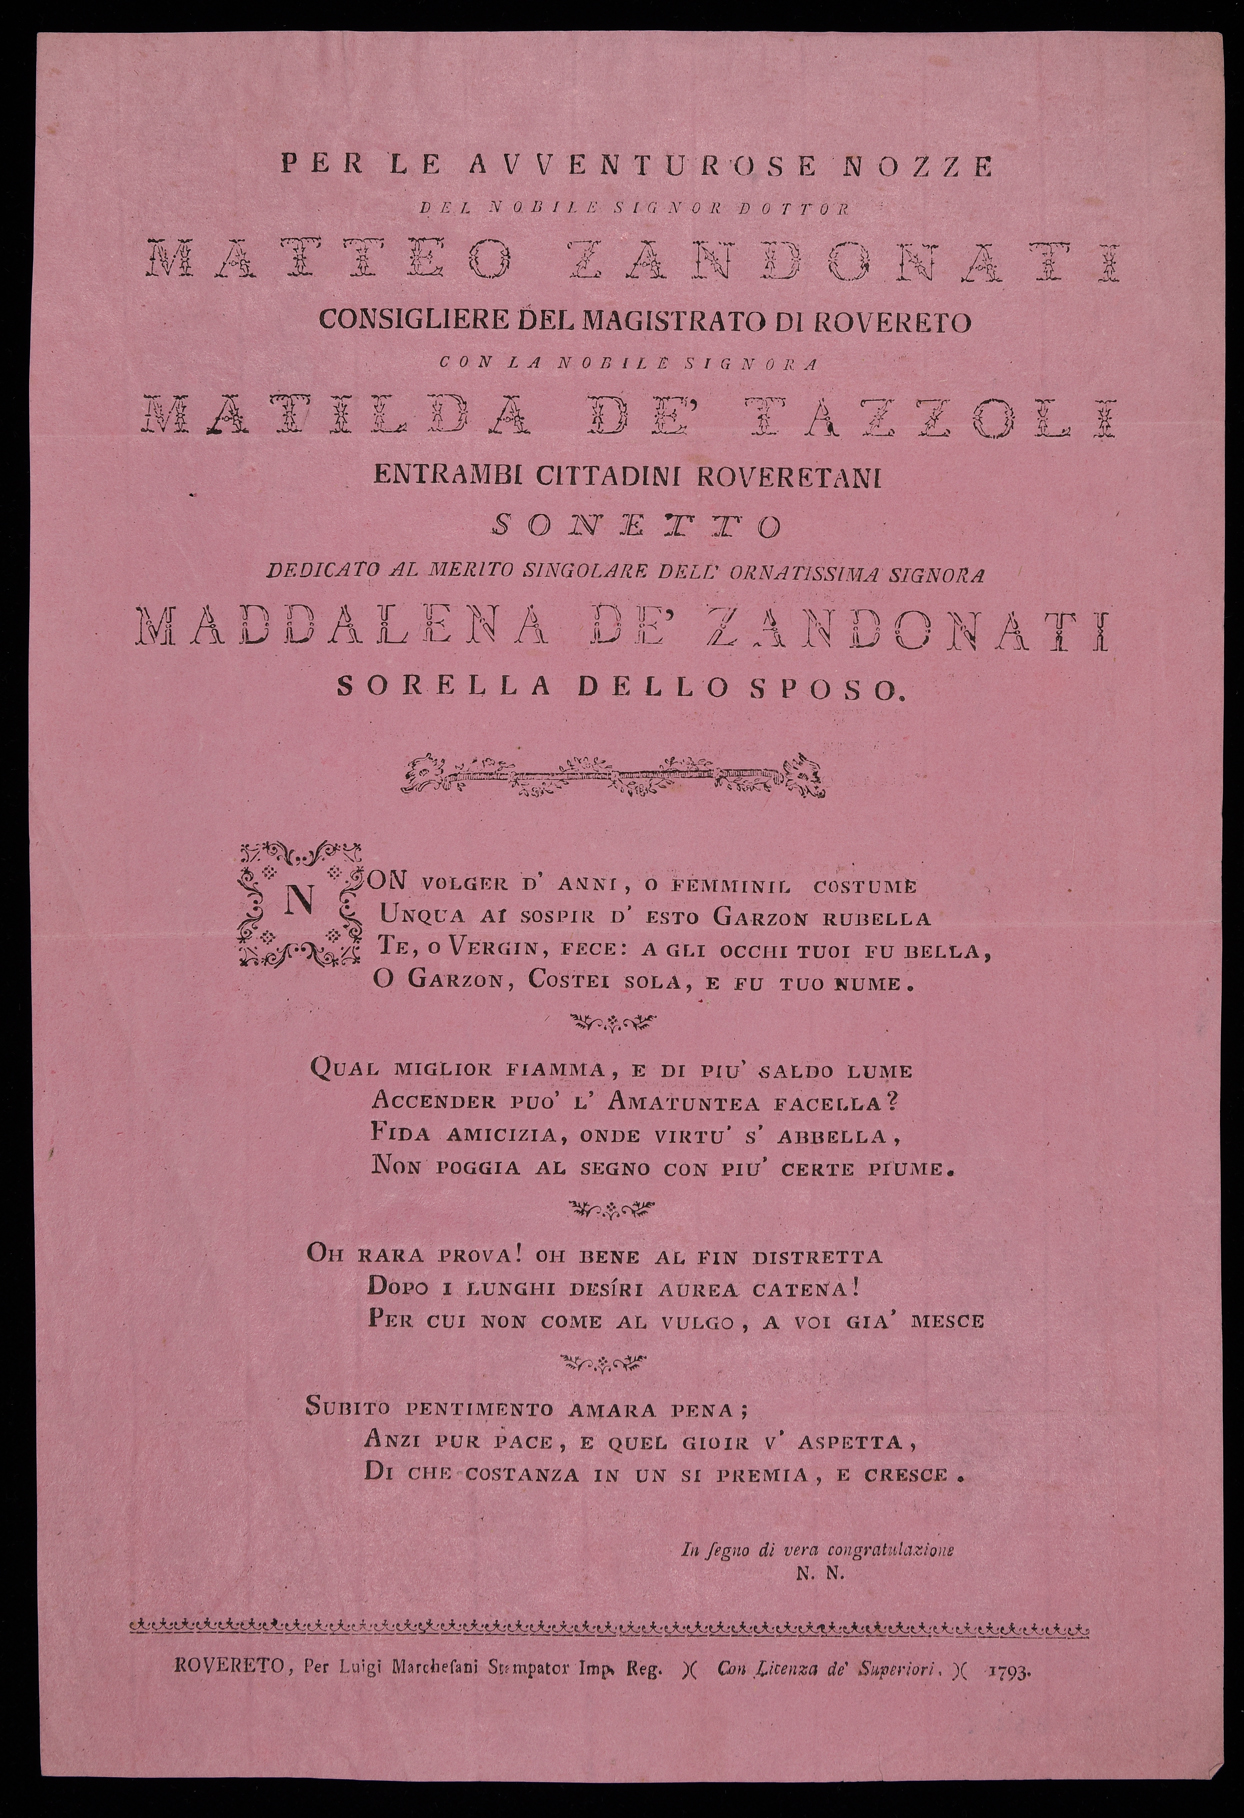 PER LE AVVENTUROSE NOZZE
DEL NOBILE SIGNOR DOTTOR
MATTEO ZANDONATI
CONSIGLIERE DEL MAGISTRATO DI ROVERETO
CON LA NOBILE SIGNORA
MATILDA DE' TAZZOLI
ENTRAMBI CITTADINI ROVERETANI
SONETTO
DEDICATO AL MERITO SINGOLARE DELL' ORNATISSIMA SIGNORA
MADDALENA DE' ZANDONATI
SORELLA DELLO SPOSO.
NON VOLGER D' ANNI, O FEMMINIL COSTUME
UNQUA AI SOSPIR D' ESTO GARZON RUBELLA
TE, O VERGIN, FECE: A GLI OCCHI TUOI FU BELLA,
O GARZON, COSTEI SOLA, E FU TUO NUME.
QUAL MIGLIOR FIAMMA, E DI PIU' SALDO LUME
ACCENDER PUO' L' AMATUNTEA FACELLA?
FIDA AMICIZIA, ONDE VIRTU' S' ABBELLA,
NON POGGIA AL SEGNO CON PIU' CERTE PIUME.
OH RARA PROVA! OH BENE AL FIN DISTRETTA
DOPO I LUNGHI DESÍRI AUREA CATENA!
PER CUI NON COME AL VULGO, A VOI GIA' MESCE
SUBITO PENTIMENTO AMARA PENA;
ANZI PUR PACE, E QUEL GIOIR V' ASPETTA,
DI CHE COSTANZA IN UN SI PREMIA, E CRESCE.
In ſegno di vera congratulazione
N. N.
ROVERETO, Per Luigi Marcheſani Stampator Imp. Reg. )( Con Licenza de' Superiori. )( 1793.